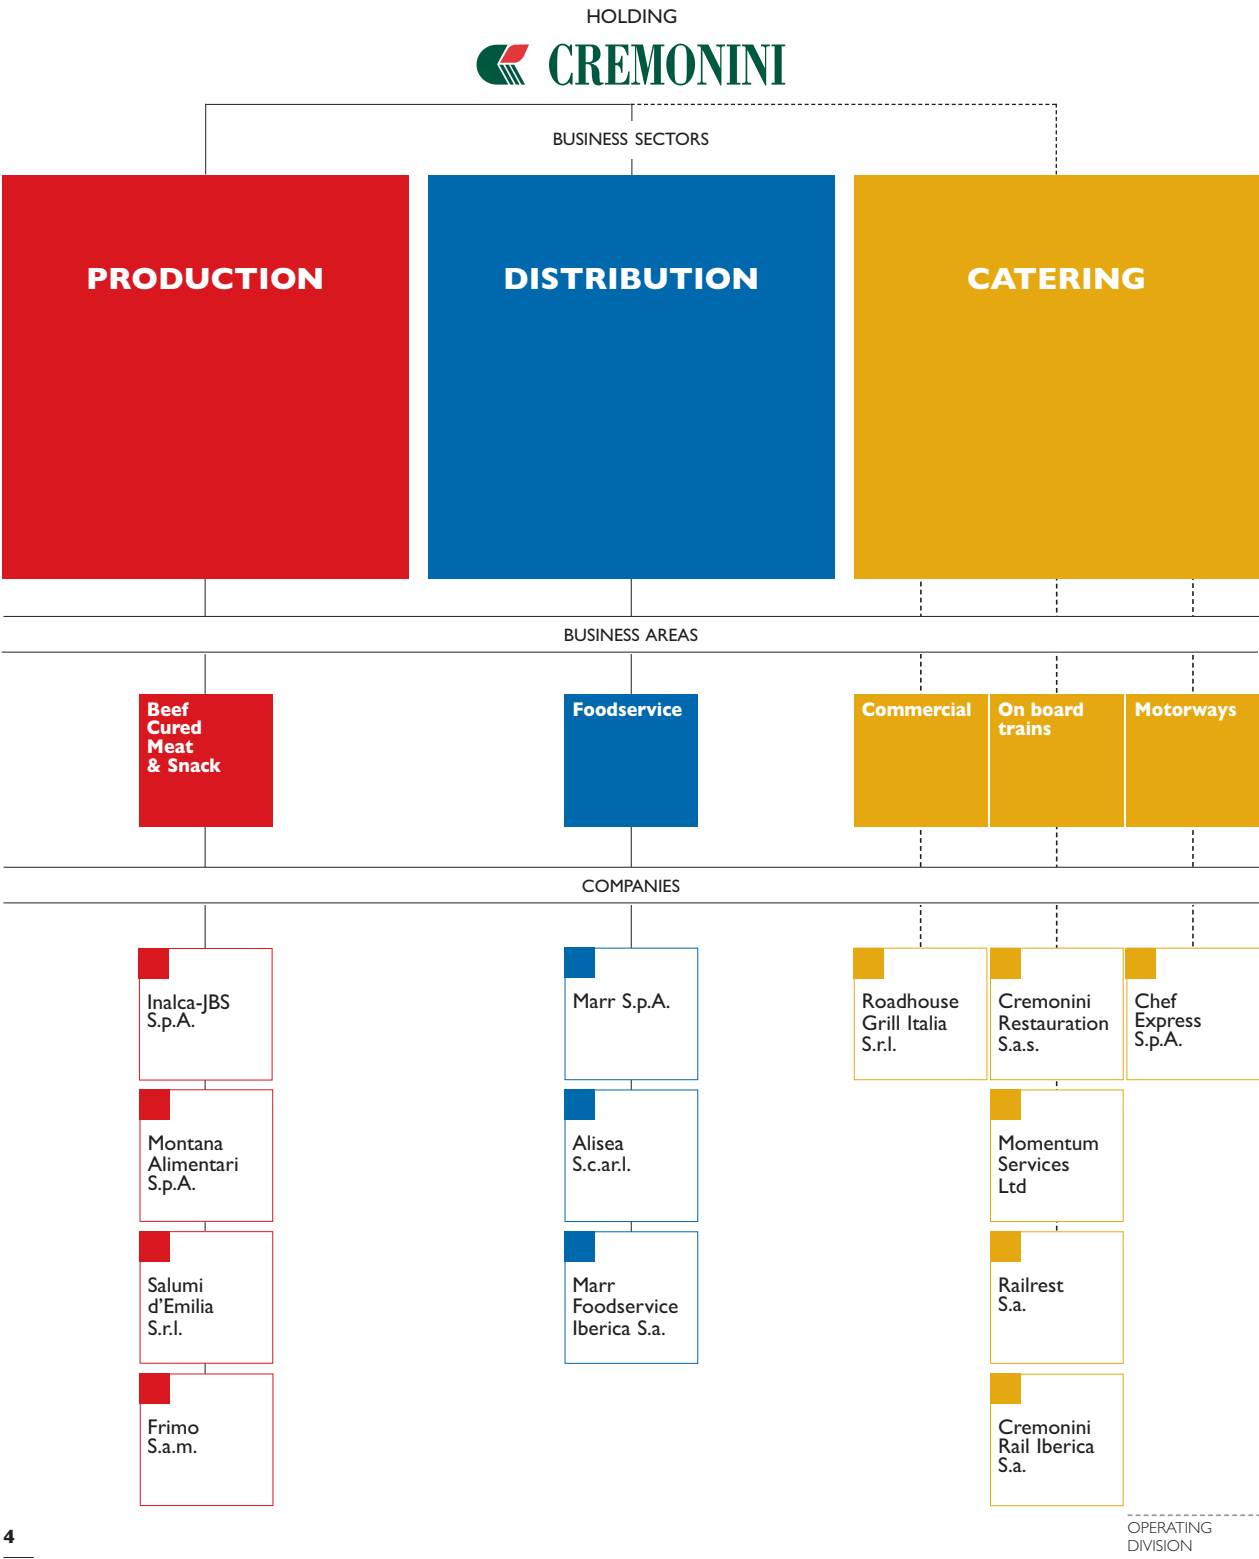 HOLDING
CREMONINI
BUSINESS SECTORS
PRODUCTION
DISTRIBUTION
CATERING
BUSINESS AREAS
Beef
Cured
Meat
& Snack
Foodservice
Commercial
On board
trains
Motorways
COMPANIES
Inalca-JBS
S.p.A.
Marr S.p.A.
Roadhouse
Grill Italia
S.r.l.
Cremonini
Restauration
S.a.s.
Chef
Express
S.p.A.
Montana
Alimentari
S.p.A.
Alisea
S.c.ar.l.
Momentum
Services
Ltd
Salumi
d’Emilia
S.r.l.
Marr
Foodservice
Iberica S.a.
Railrest
S.a.
Frimo
S.a.m.
Cremonini
Rail Iberica
S.a.
4
OPERATING
DIVISION